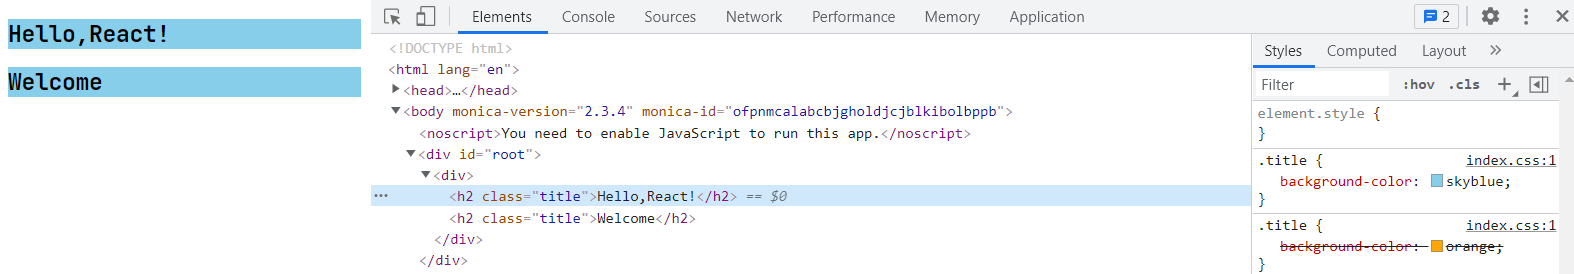 Hello,React!
Welcome
Elements Console Sources Network Performance Memory Application 2
<!DOCTYPE html>
<html lang="en">
<head>…</head>
<body monica-version="2.3.4" monica-id="ofpnmcalabcbjgholdjcjblkibolbppb">
<noscript>You need to enable JavaScript to run this app.</noscript>
<div id="root">
<div>
<h2 class="title">Hello,React!</h2> == $0
<h2 class="title">Welcome</h2>
</div>
</div>
Styles Computed Layout
Filter :hov .cls
element.style {
}
.title { index.css:1
background-color: skyblue;
}
.title { index.css:1
background-color: orange;
}